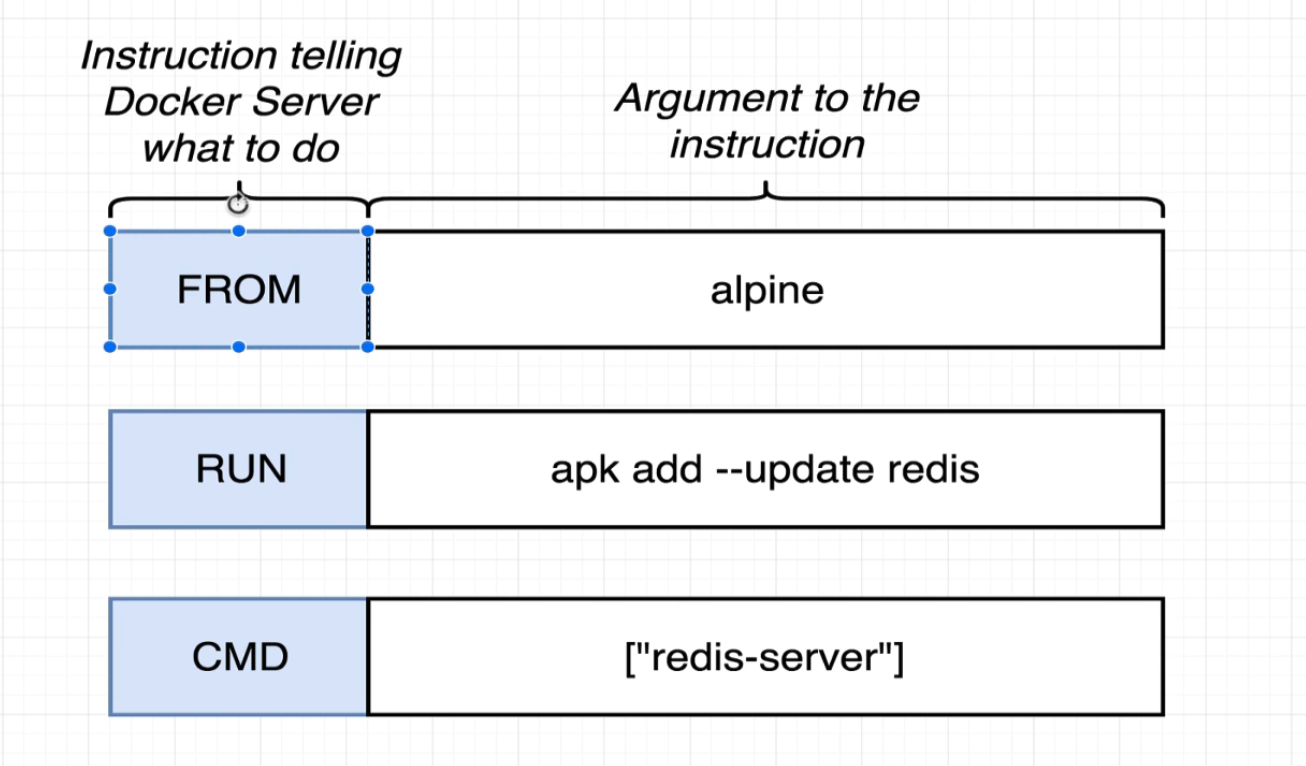 Instruction telling
Docker Server
what to do
Argument to the
instruction
FROM
alpine
RUN
apk add --update redis
CMD
["redis-server"]